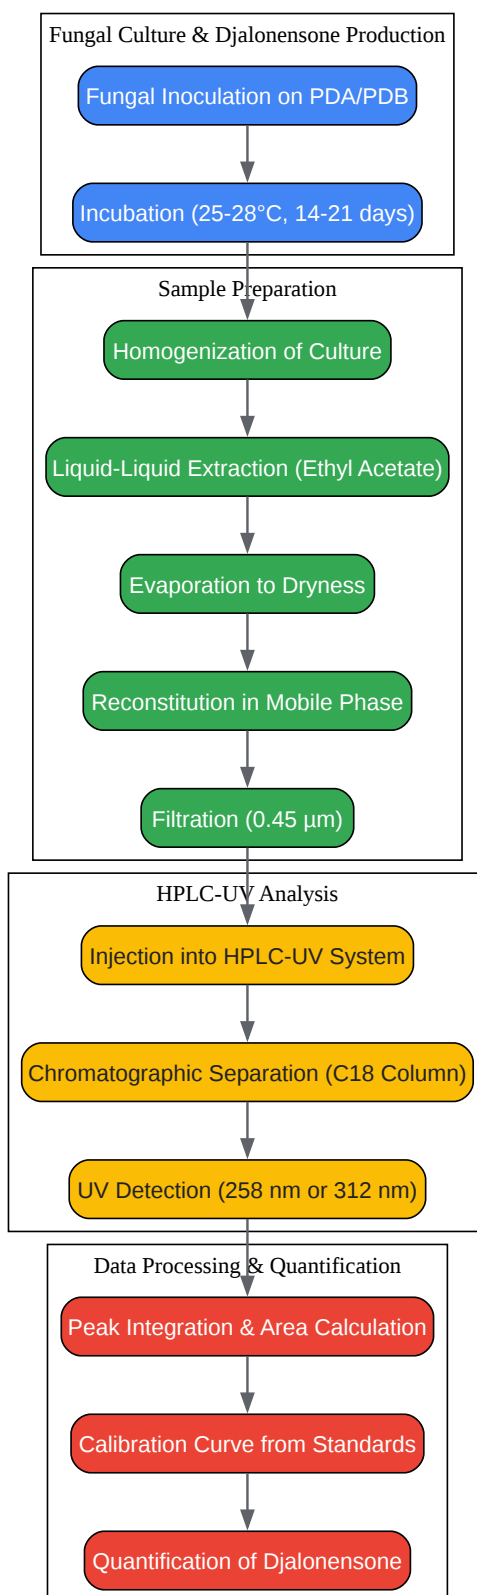 Fungal Culture & Djalonensone Production
Fungal Inoculation on PDA/PDB
Incubation (25-28°C, 14-21 days)
Sample Preparation
Homogenization of Culture
Liquid-Liquid Extraction (Ethyl Acetate)
Evaporation to Dryness
Reconstitution in Mobile Phase
Filtration (0.45 µm)
HPLC-UV Analysis
Injection into HPLC-UV System
Chromatographic Separation (C18 Column)
UV Detection (258 nm or 312 nm)
Data Processing & Quantification
Peak Integration & Area Calculation
Calibration Curve from Standards
Quantification of Djalonensone